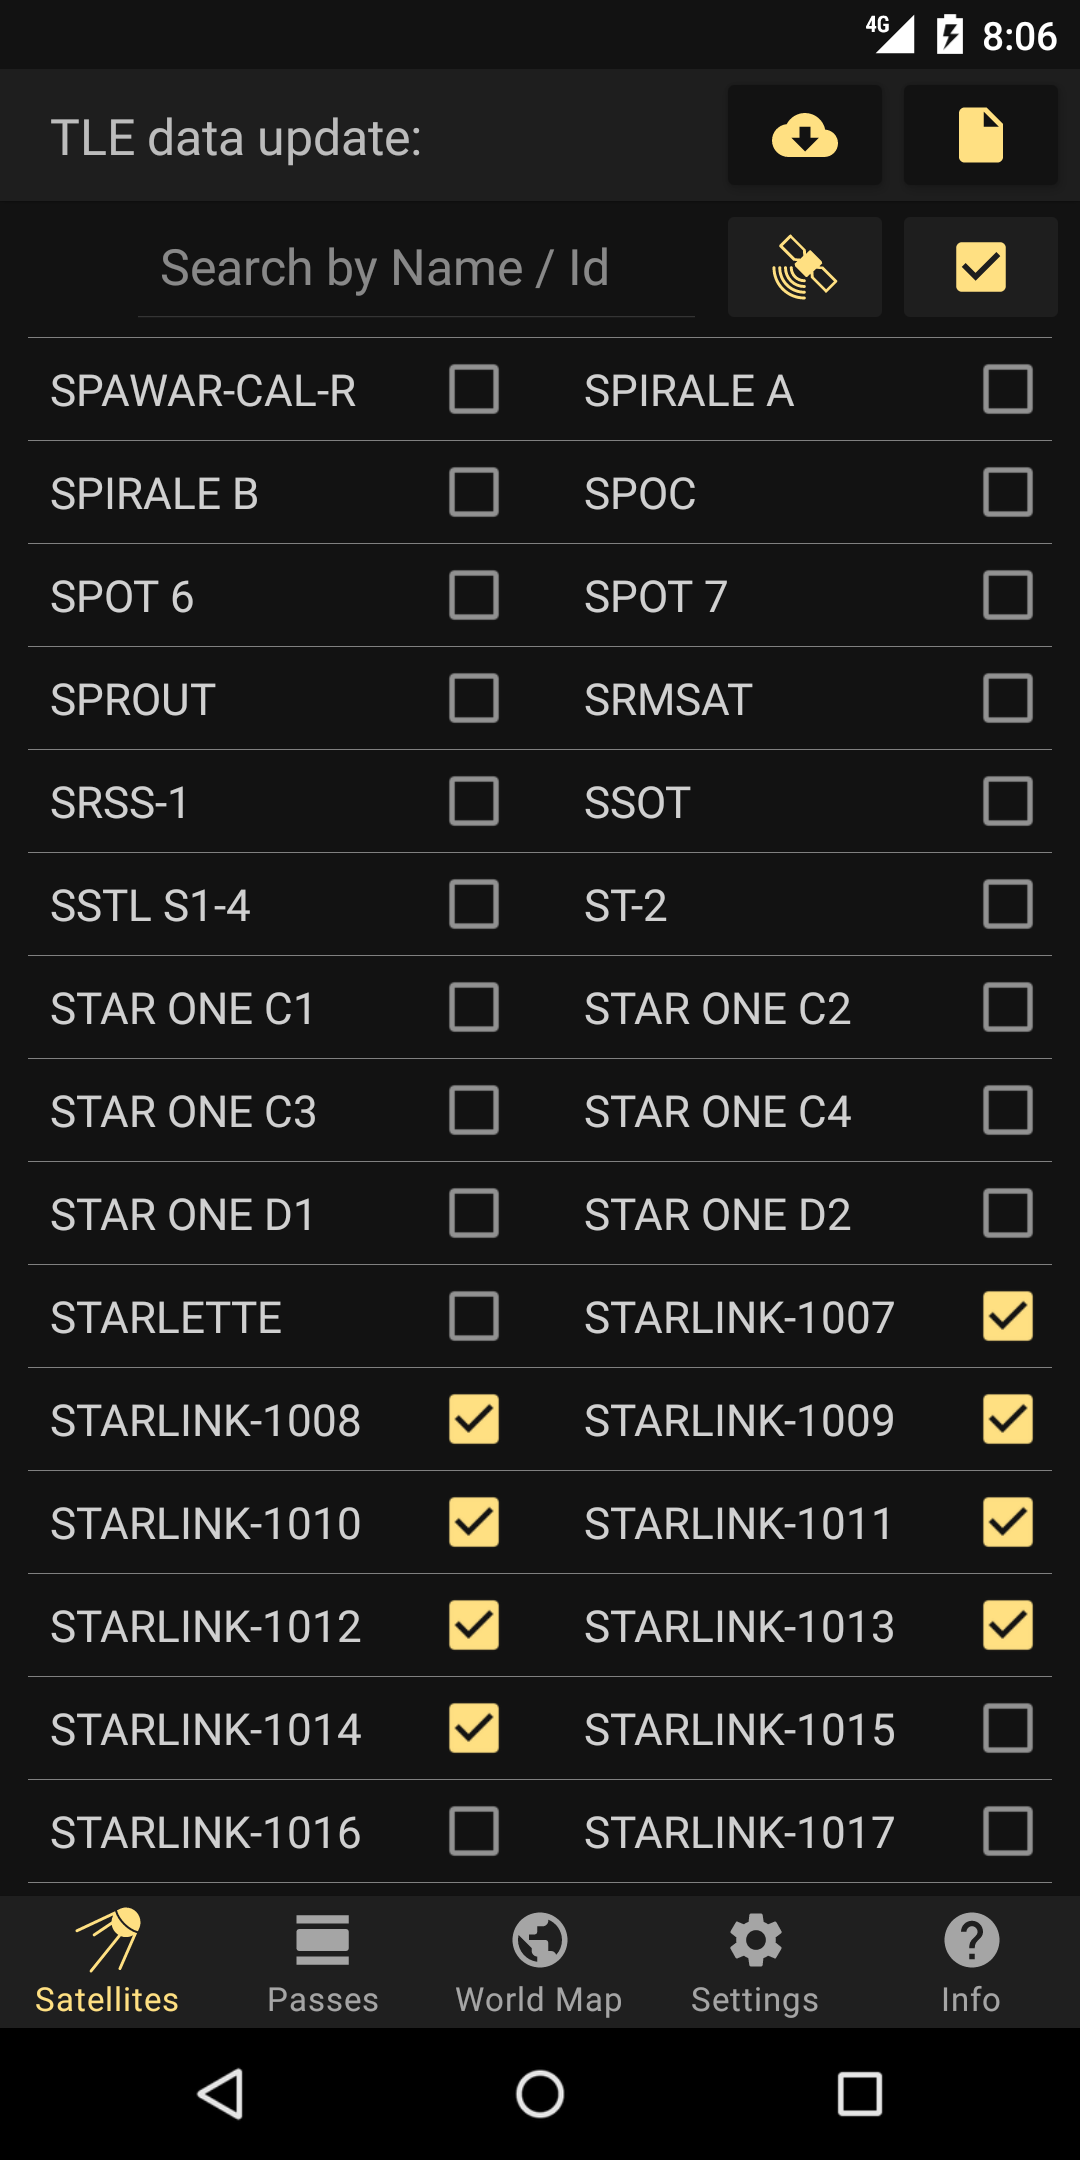 4G 8:06
TLE data update:
Search by Name / Id
SPAWAR-CAL-R SPIRALE A
SPIRALE B SPOC
SPOT 6 SPOT 7
SPROUT SRMSAT
SRSS-1 SSOT
SSTL S1-4 ST-2
STAR ONE C1 STAR ONE C2
STAR ONE C3 STAR ONE C4
STAR ONE D1 STAR ONE D2
STARLETTE STARLINK-1007
STARLINK-1008 STARLINK-1009
STARLINK-1010 STARLINK-1011
STARLINK-1012 STARLINK-1013
STARLINK-1014 STARLINK-1015
STARLINK-1016 STARLINK-1017
Satellites Passes World Map Settings Info